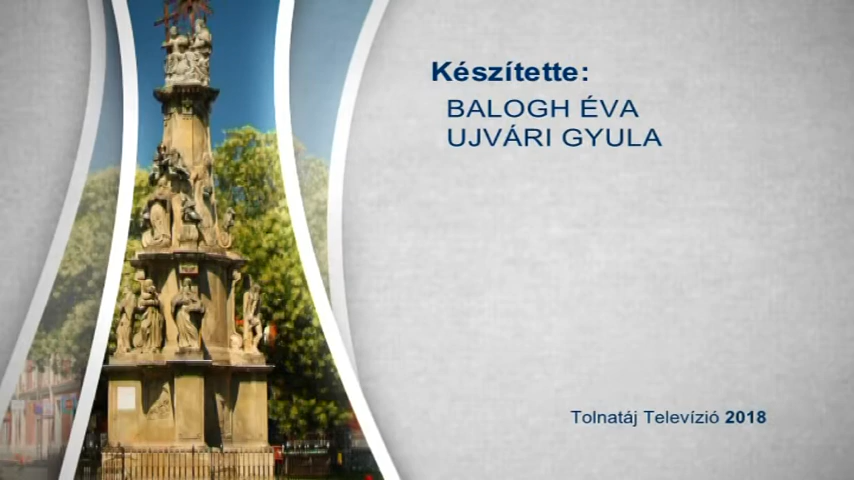 Készítette:
BALOGH ÉVA
UJVÁRI GYULA
Tolnatáj Televízió 2018